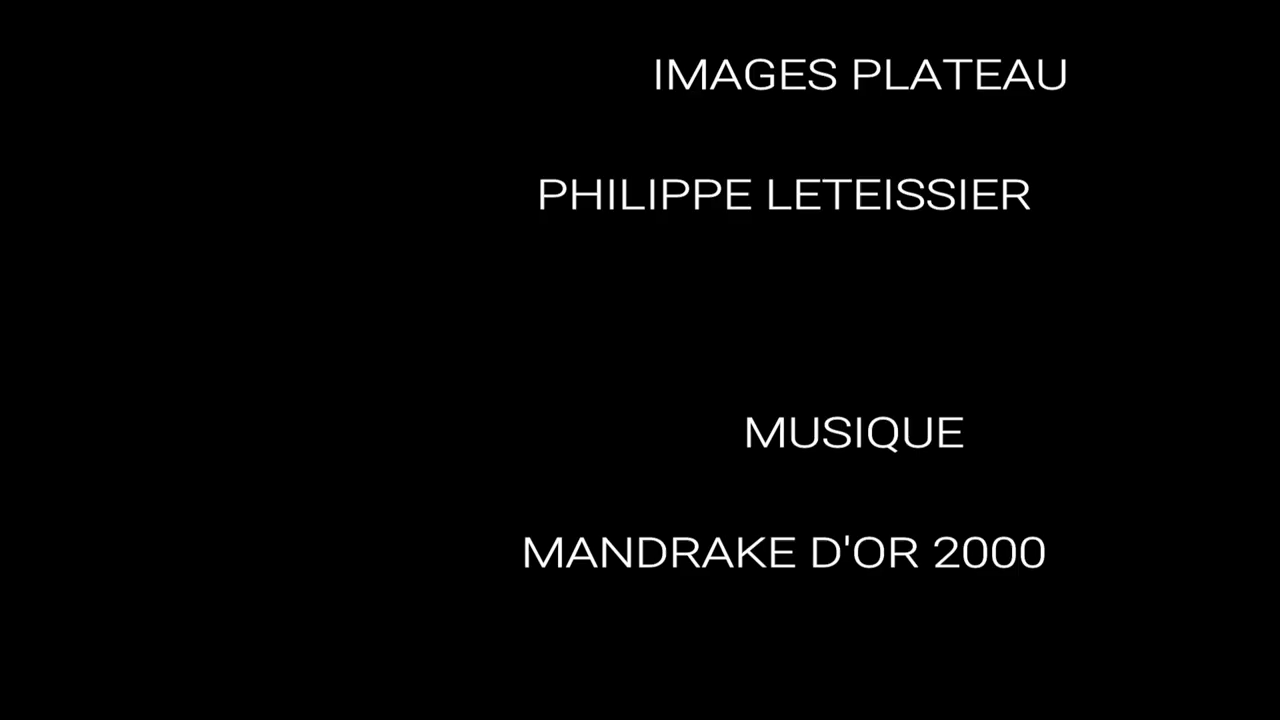 IMAGES PLATEAU
PHILIPPE LETEISSIER
MUSIQUE
MANDRAKE D'OR 2000